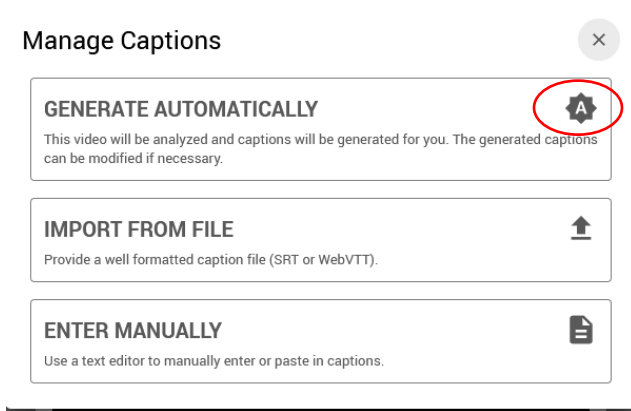 Manage Captions
GENERATE AUTOMATICALLY
A
This video will be analyzed and captions will be generated for you. The generated captions
can be modified if necessary.
IMPORT FROM FILE
Provide a well formatted caption file (SRT or WebVTT).
ENTER MANUALLY
Use a text editor to manually enter or paste in captions.